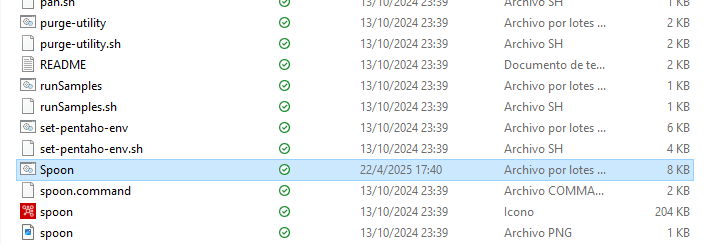 pan.sh 13/10/2024 23:39 Archivo SH 1 KB
purge-utility 13/10/2024 23:39 Archivo por lotes ... 2 KB
purge-utility.sh 13/10/2024 23:39 Archivo SH 2 KB
README 13/10/2024 23:39 Documento de te... 2 KB
runSamples 13/10/2024 23:39 Archivo por lotes ... 1 KB
runSamples.sh 13/10/2024 23:39 Archivo SH 1 KB
set-pentaho-env 13/10/2024 23:39 Archivo por lotes ... 6 KB
set-pentaho-env.sh 13/10/2024 23:39 Archivo SH 4 KB
Spoon 22/4/2025 17:40 Archivo por lotes ... 8 KB
spoon.command 13/10/2024 23:39 Archivo COMMA... 2 KB
spoon 13/10/2024 23:39 Icono 204 KB
spoon 13/10/2024 23:39 Archivo PNG 1 KB